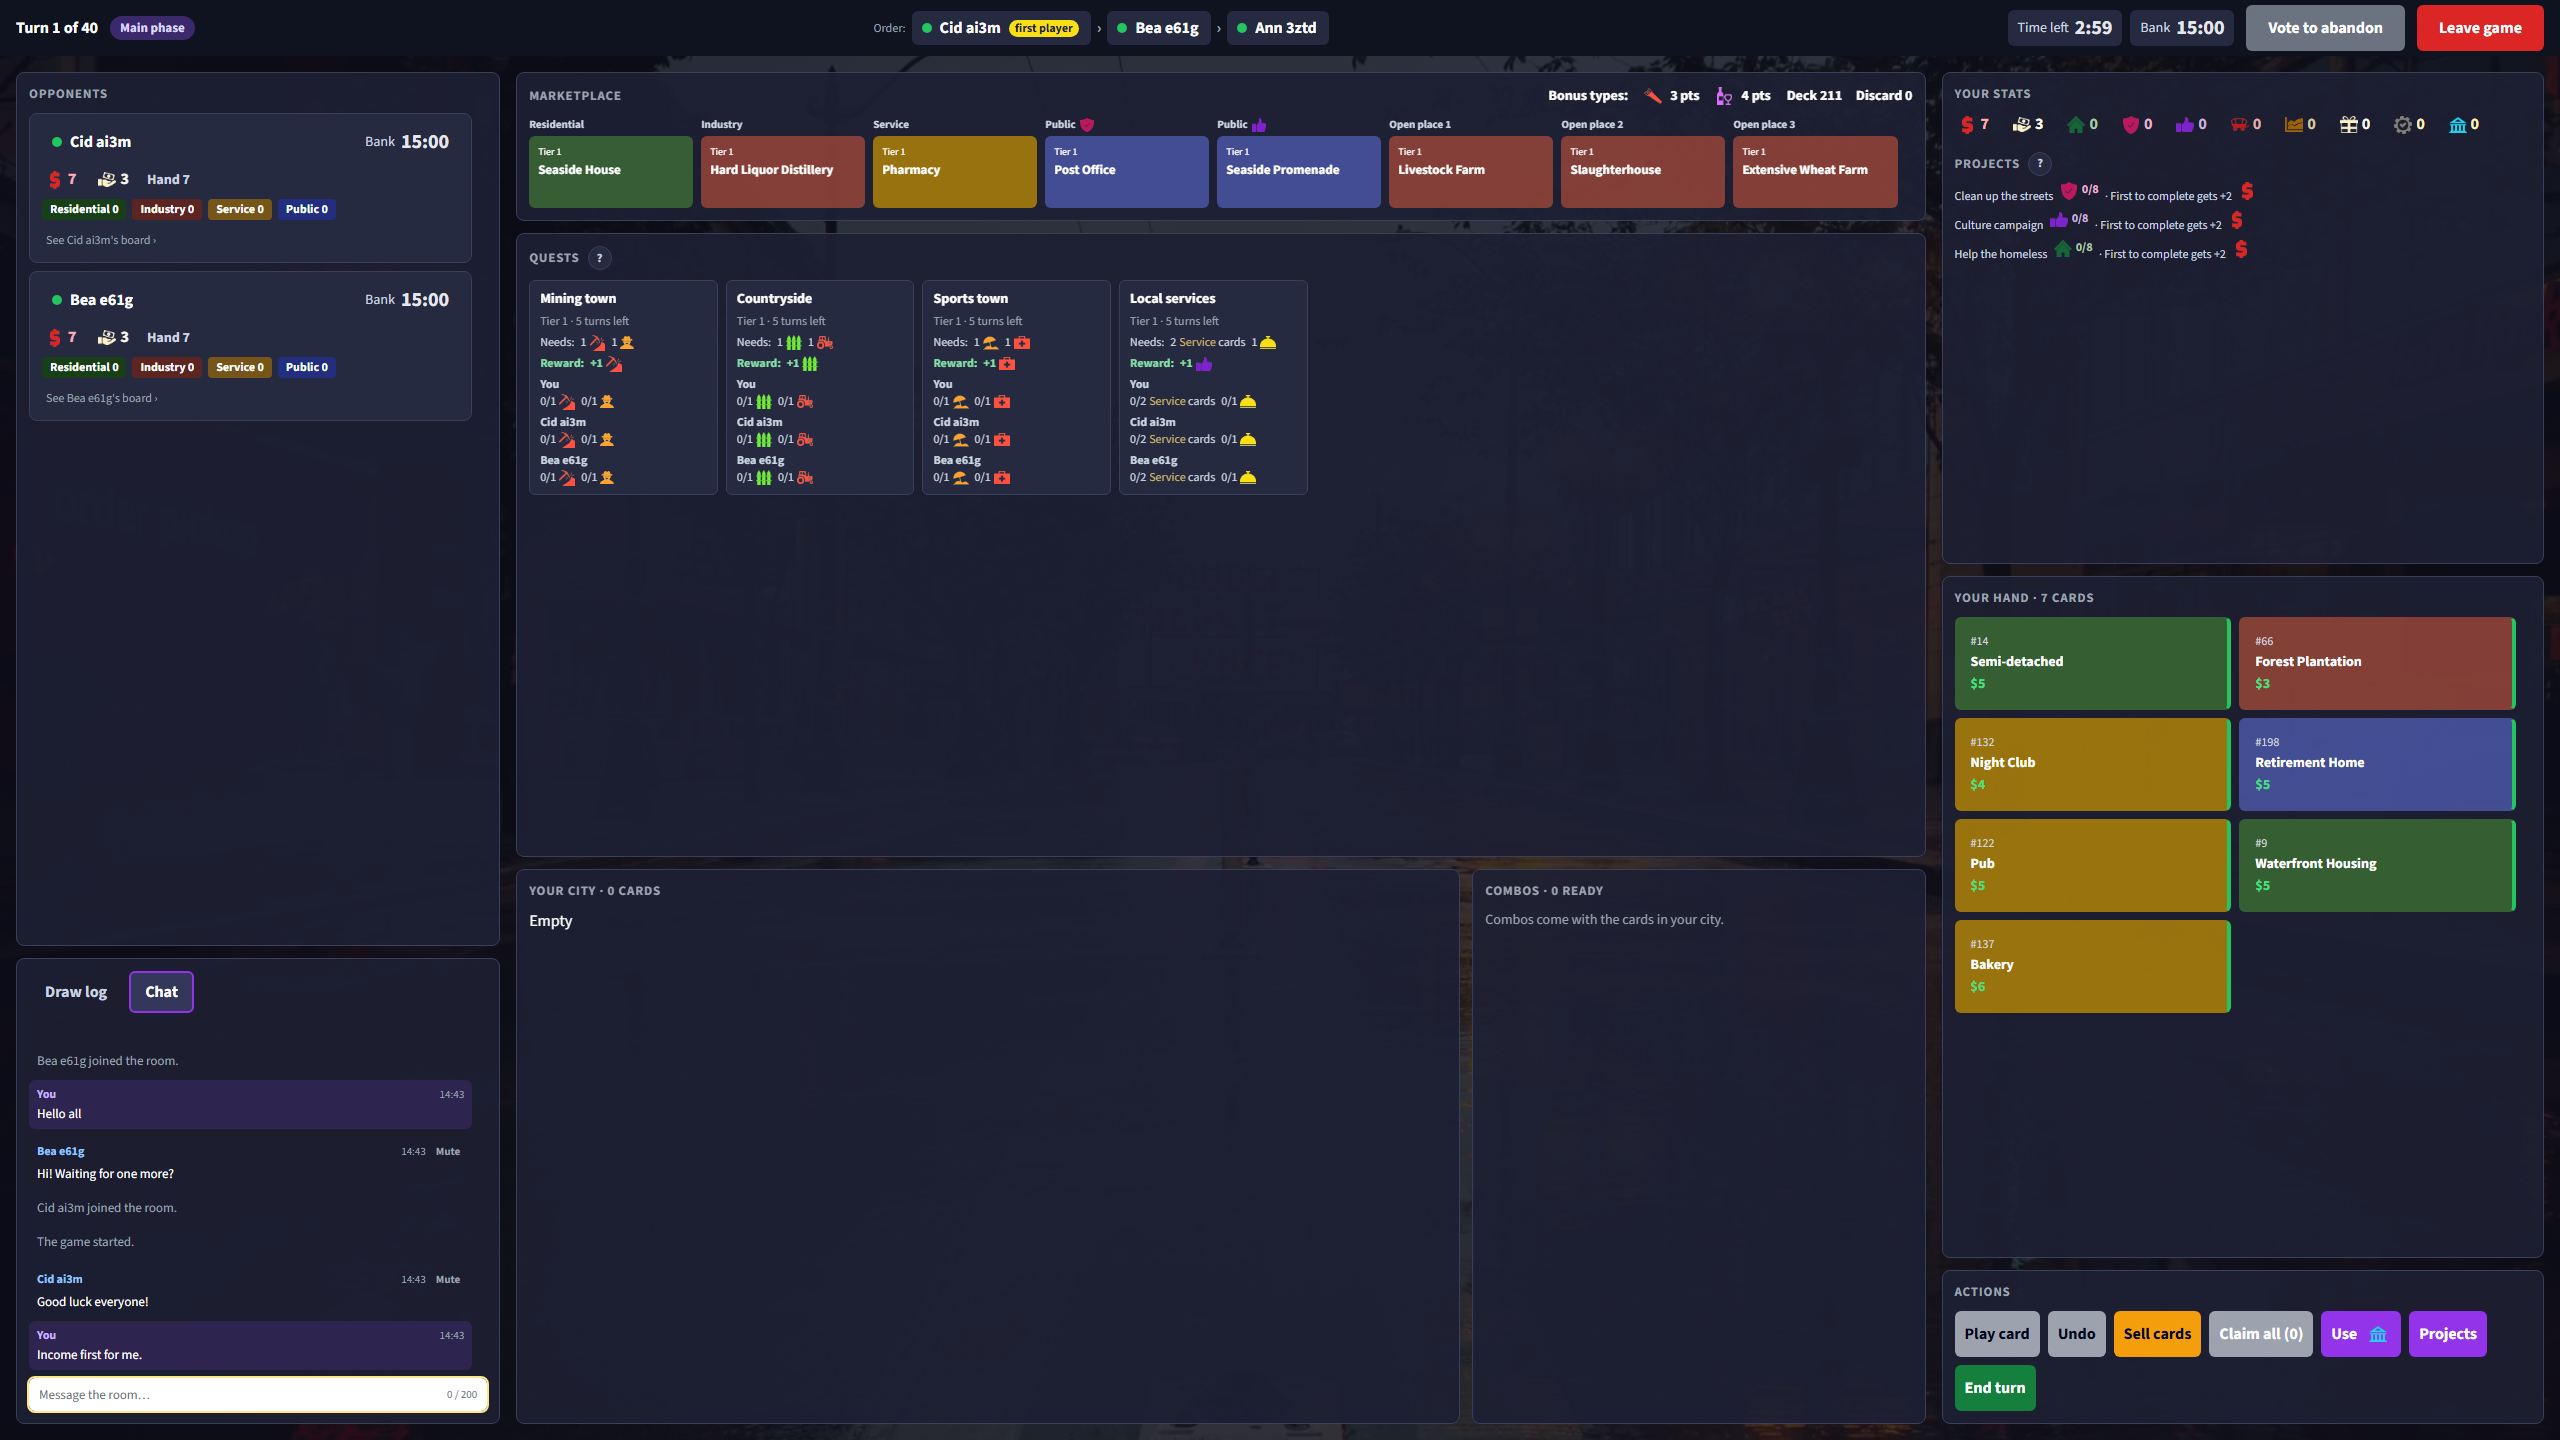 Turn 1 of 40 Main phase
Order: Cid ai3m first player › Bea e61g › Ann 3ztd
Time left 2:59 Bank 15:00 Vote to abandon Leave game
OPPONENTS
Cid ai3m Bank 15:00
7 3 Hand 7
Residential 0 Industry 0 Service 0 Public 0
See Cid ai3m's board ›
Bea e61g Bank 15:00
7 3 Hand 7
Residential 0 Industry 0 Service 0 Public 0
See Bea e61g's board ›
Draw log Chat
Bea e61g joined the room.
You 14:43
Hello all
Bea e61g 14:43 Mute
Hi! Waiting for one more?
Cid ai3m joined the room.
The game started.
Cid ai3m 14:43 Mute
Good luck everyone!
You 14:43
Income first for me.
Message the room… 0 / 200
MARKETPLACE Bonus types: 3 pts 4 pts Deck 211 Discard 0
Residential Industry Service Public Public Open place 1 Open place 2 Open place 3
Tier 1 Tier 1 Tier 1 Tier 1 Tier 1 Tier 1 Tier 1 Tier 1
Seaside House Hard Liquor Distillery Pharmacy Post Office Seaside Promenade Livestock Farm Slaughterhouse Extensive Wheat Farm
QUESTS ?
Mining town
Tier 1 · 5 turns left
Needs: 1 1
Reward: +1
You
0/1 0/1
Cid ai3m
0/1 0/1
Bea e61g
0/1 0/1
Countryside
Tier 1 · 5 turns left
Needs: 1 1
Reward: +1
You
0/1 0/1
Cid ai3m
0/1 0/1
Bea e61g
0/1 0/1
Sports town
Tier 1 · 5 turns left
Needs: 1 1
Reward: +1
You
0/1 0/1
Cid ai3m
0/1 0/1
Bea e61g
0/1 0/1
Local services
Tier 1 · 5 turns left
Needs: 2 Service cards 1
Reward: +1
You
0/2 Service cards 0/1
Cid ai3m
0/2 Service cards 0/1
Bea e61g
0/2 Service cards 0/1
YOUR CITY · 0 CARDS
Empty
COMBOS · 0 READY
Combos come with the cards in your city.
YOUR STATS
7 3 0 0 0 0 0 0 0 0
PROJECTS ?
Clean up the streets 0/8 · First to complete gets +2
Culture campaign 0/8 · First to complete gets +2
Help the homeless 0/8 · First to complete gets +2
YOUR HAND · 7 CARDS
#14
Semi-detached
$5
#66
Forest Plantation
$3
#132
Night Club
$4
#198
Retirement Home
$5
#122
Pub
$5
#9
Waterfront Housing
$5
#137
Bakery
$6
ACTIONS
Play card Undo Sell cards Claim all (0) Use Projects
End turn